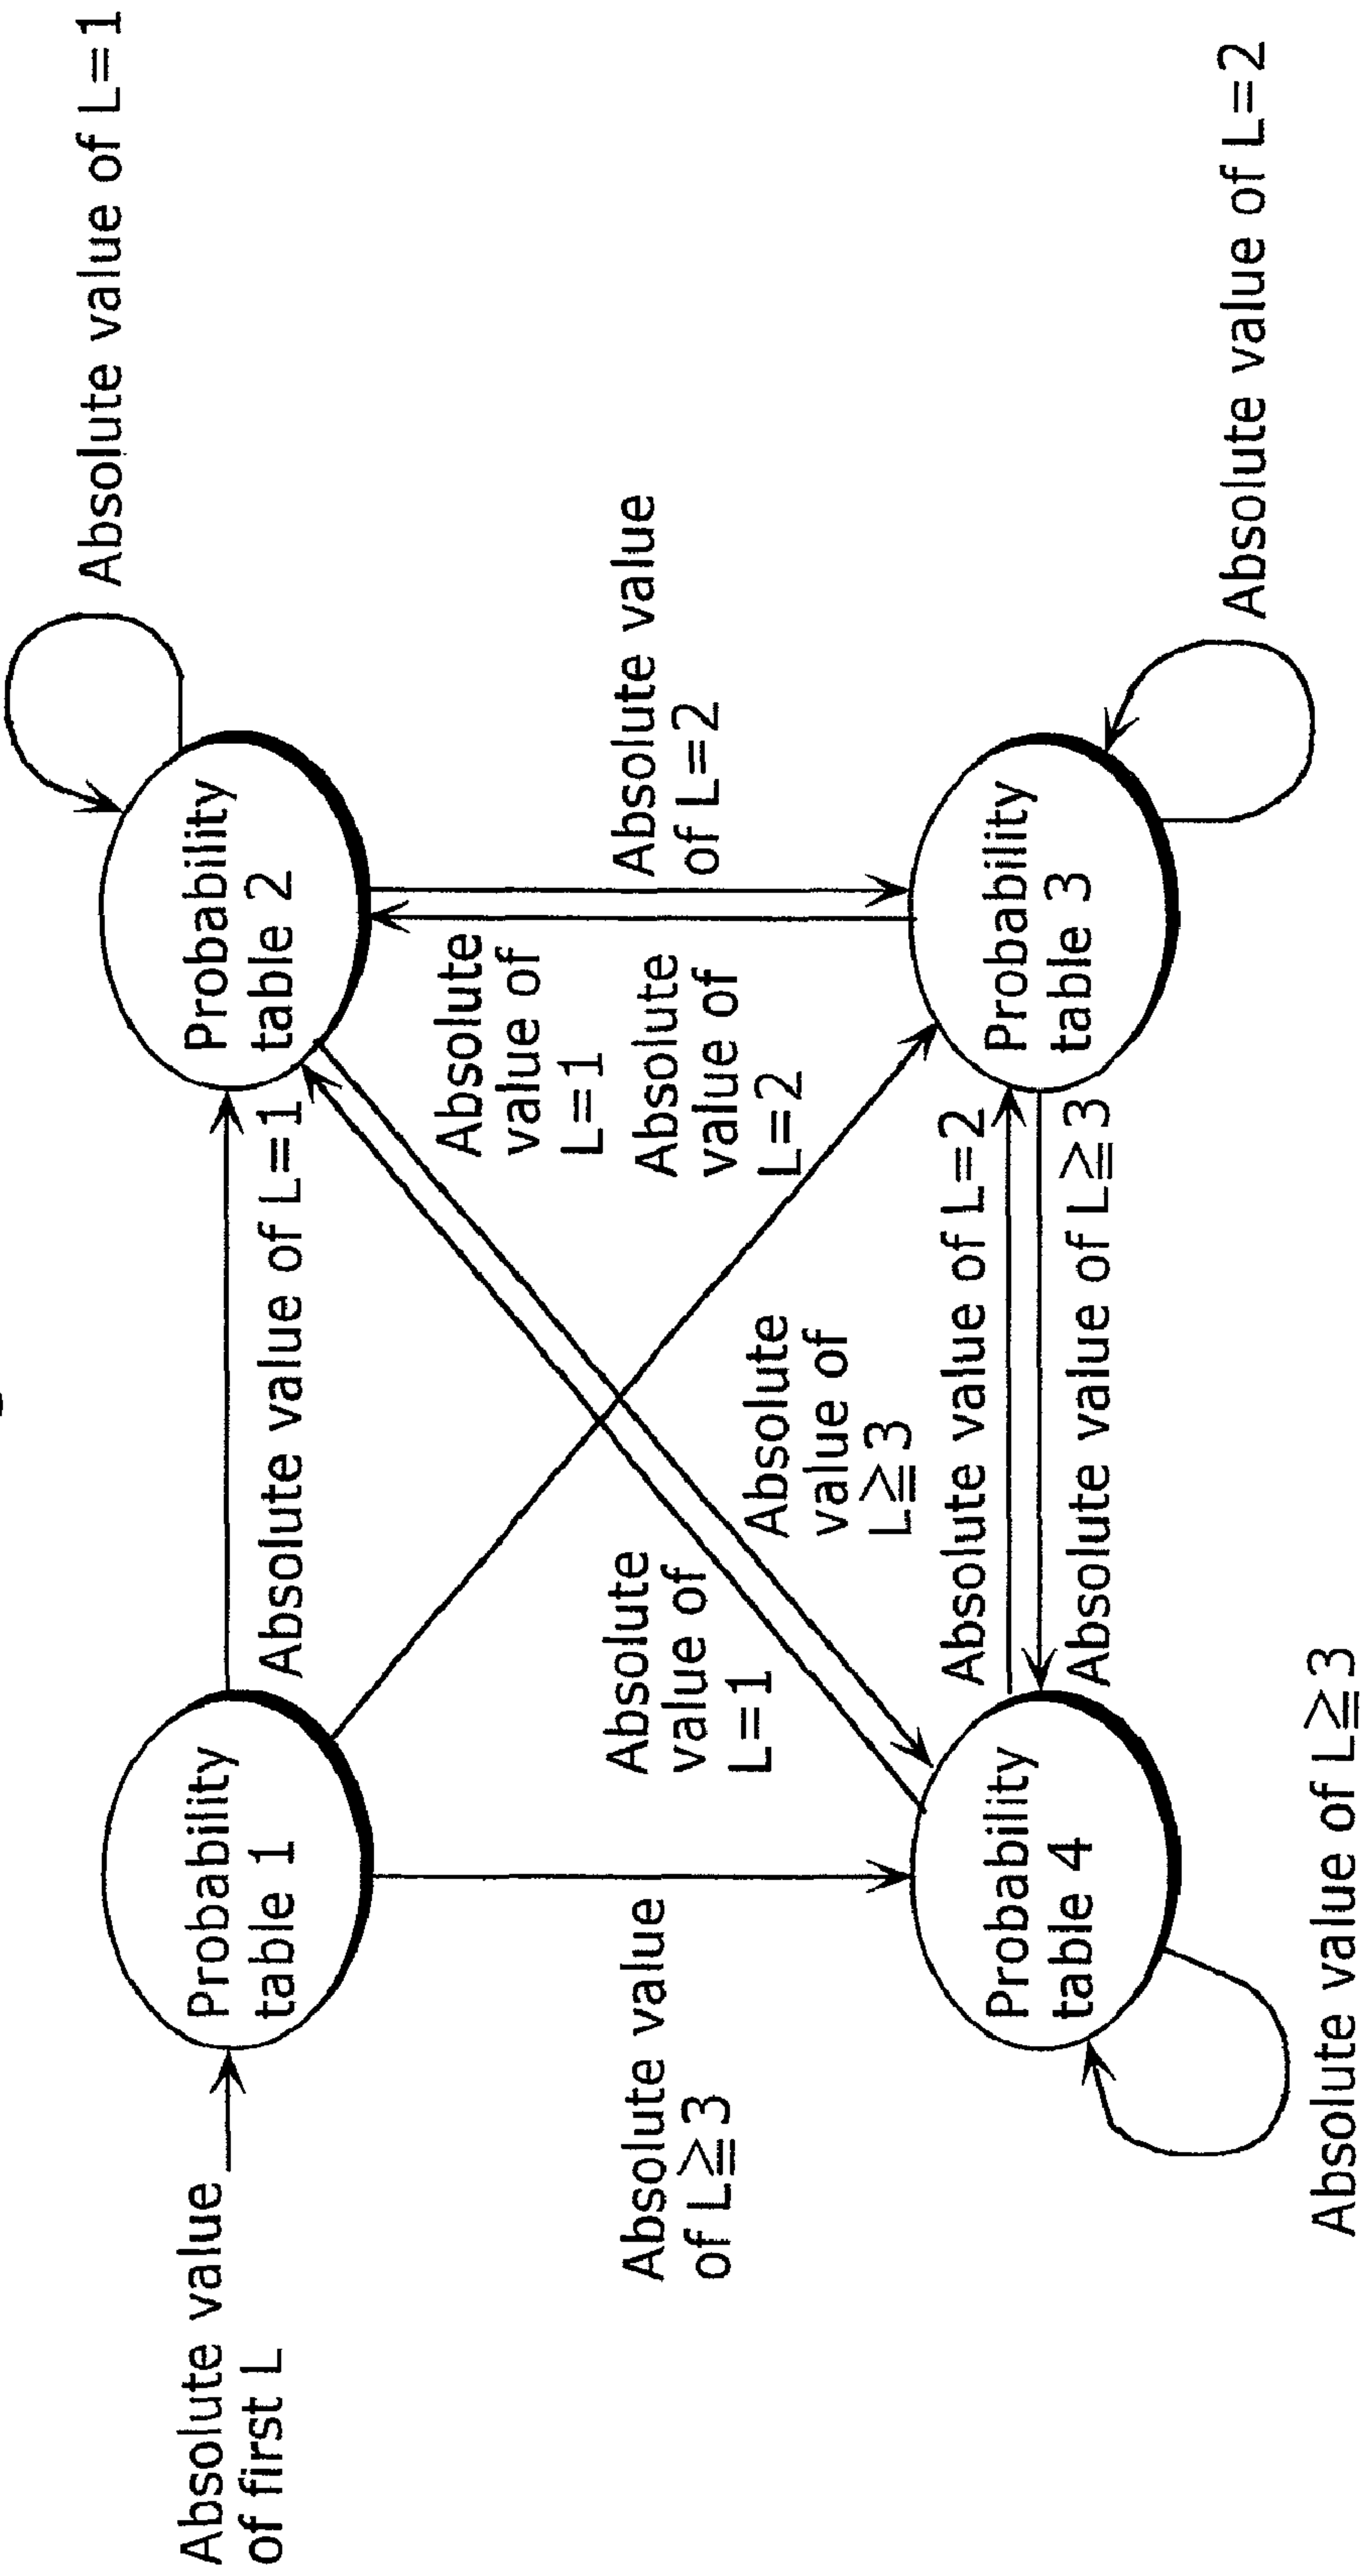 Absolute value
of first L
Probability
table 1
Absolute value of L=1
Probability
table 2
Absolute value of L=1
Absolute value
of L≧3
Absolute
value of
L=1
Absolute
value of
L≧3
Absolute
value of
L=2
Absolute
value of
L=1
Absolute value
of L=2
Probability
table 4
Absolute value of L=2
Absolute value of L≧3
Probability
table 3
Absolute value of L=2
Absolute value of L≧3